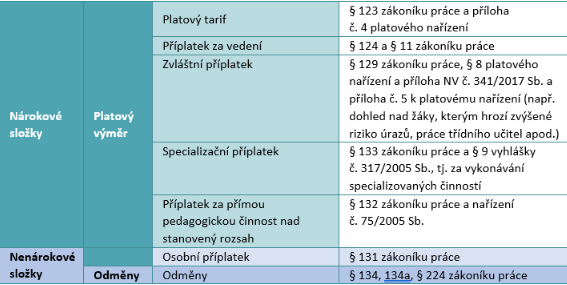 Nárokové
složky
Platový
výměr
Platový tarif
§ 123 zákoníku práce a příloha
č. 4 platového nařízení
Příplatek za vedení
§ 124 a § 11 zákoníku práce
Zvláštní příplatek
§ 129 zákoníku práce, § 8 platového
nařízení a příloha NV č. 341/2017 Sb. a
příloha č. 5 k platovému nařízení (např.
dohled nad žáky, kterým hrozí zvýšené
riziko úrazů, práce třídního učitel apod.)
Specializační příplatek
§ 133 zákoníku práce a § 9 vyhlášky
č. 317/2005 Sb., tj. za vykonávání
specializovaných činností
Příplatek za přímou
pedagogickou činnost nad
stanovený rozsah
§ 132 zákoníku práce a nařízení
č. 75/2005 Sb.
Nenárokové
složky
Osobní příplatek
§ 131 zákoníku práce
Odměny
Odměny
§ 134, 134a, § 224 zákoníku práce